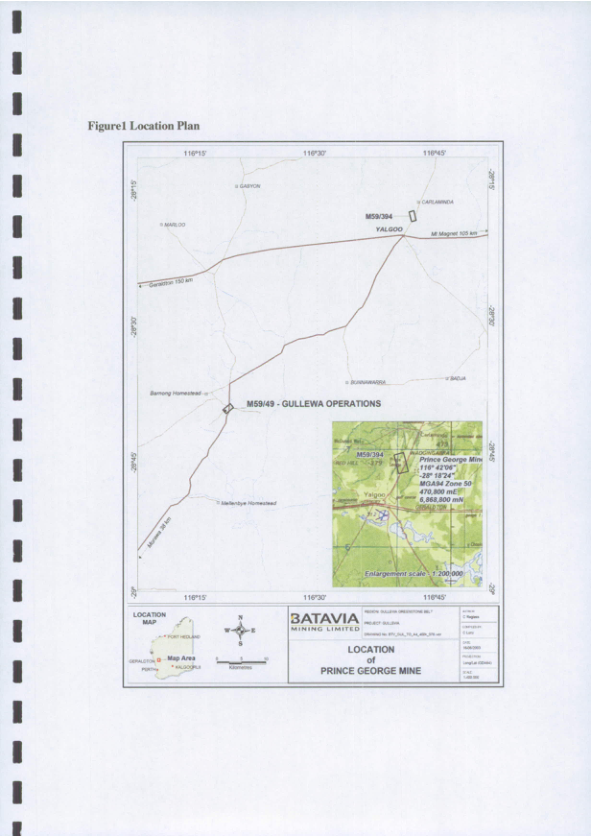 Figure1 Location Plan
116°15'
116°30'
116°45'
-28°15'
-28°15'
GABYON
CARLAMINDA
M59/394
YALGOO
Mt Magnet 125 km
Geraldton 150 km
-28°30'
-28°30'
BUNNAWARRA
BADJA
Barnong Homestead
M59/49 - GULLEWA OPERATIONS
-28°45'
-28°45'
M59/394
Prince George Mine
116° 42'06"
-28° 18'24"
MGA94 Zone 50
470,800 mE
6,868,800 mN
Yalgoo
Mellenbye Homestead
Morawa 38 km
Enlargement scale - 1:200 000
-29°
-29°
116°15'
116°30'
116°45'
LOCATION
MAP
N
W
E
S
PORT HEDLAND
GERALDTON
Map Area
KALGOORLIE
PERTH
Kilometres
BATAVIA
MINING LIMITED
PROJECT GULLEWA
LOCATION
of
PRINCE GEORGE MINE